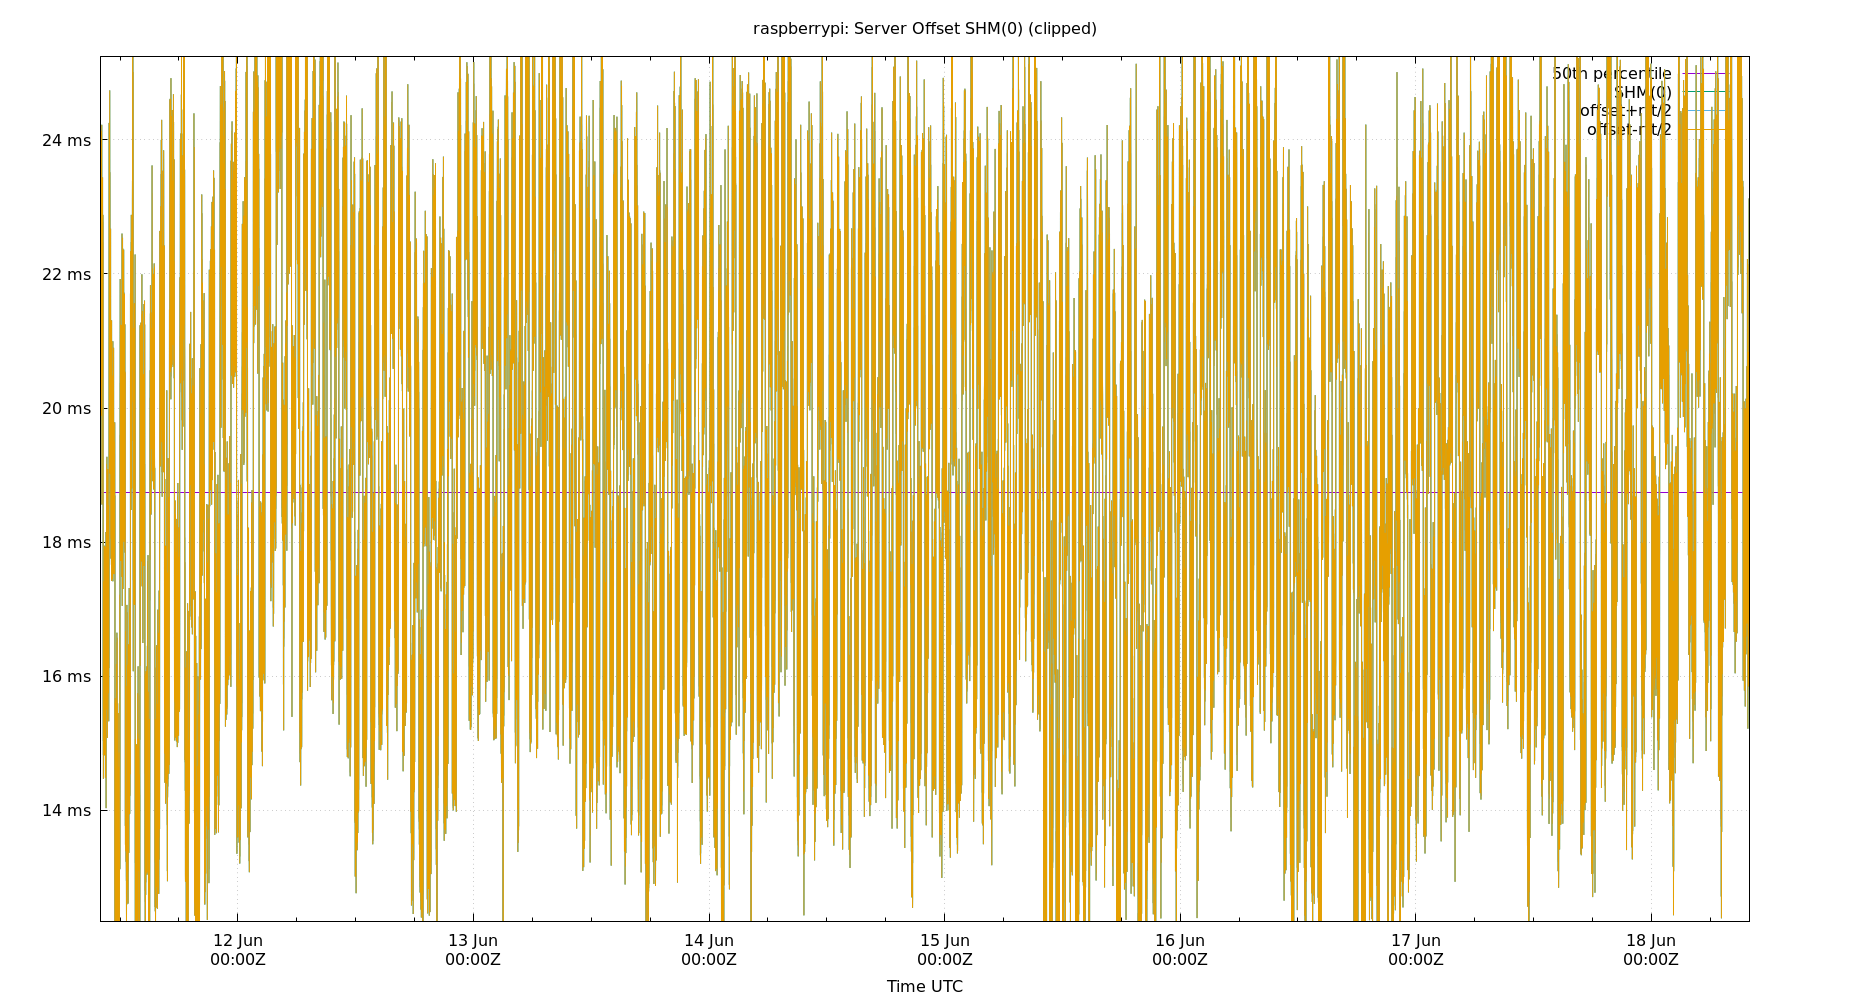 raspberrypi: Server Offset SHM(0) (clipped)
50th percentile
SHM(0)
offset+rtt/2
offset-rtt/2
24 ms
22 ms
20 ms
18 ms
16 ms
14 ms
12 Jun 13 Jun 14 Jun 15 Jun 16 Jun 17 Jun 18 Jun
00:00Z 00:00Z 00:00Z 00:00Z 00:00Z 00:00Z 00:00Z
Time UTC